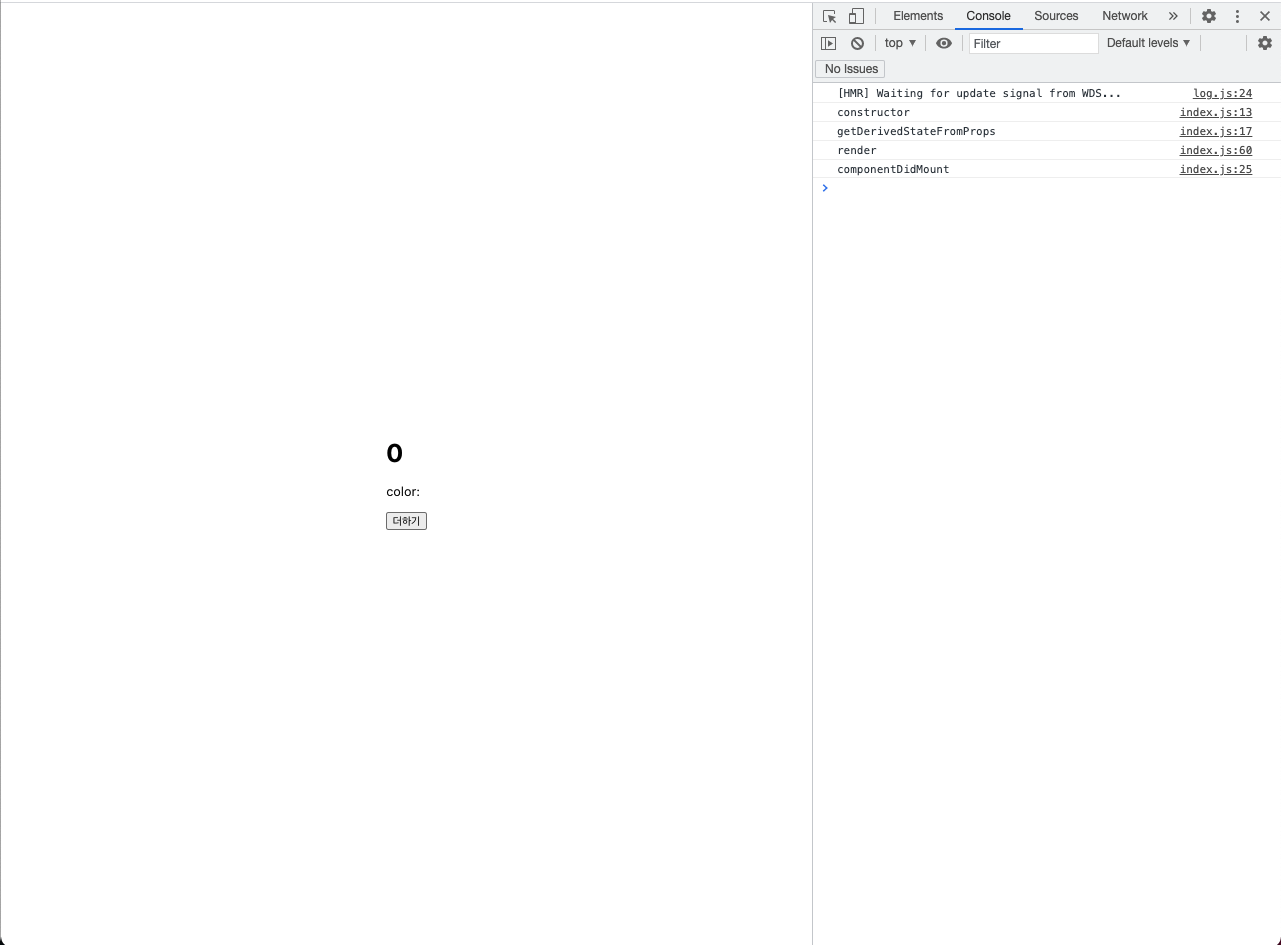 0
color:
더하기
Elements Console Sources Network »
top ▼ Filter Default levels ▼
No Issues
[HMR] Waiting for update signal from WDS... log.js:24
constructor index.js:13
getDerivedStateFromProps index.js:17
render index.js:60
componentDidMount index.js:25
>